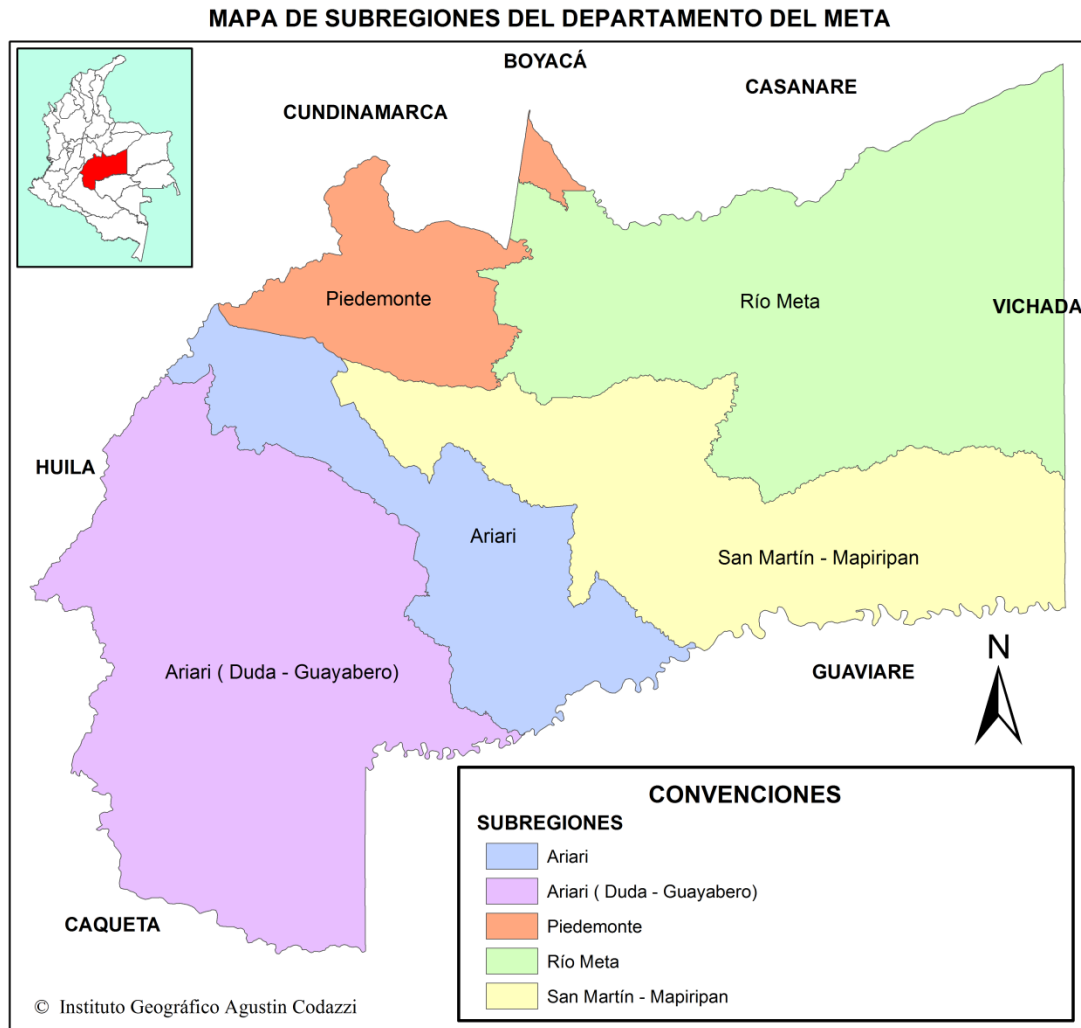 MAPA DE SUBREGIONES DEL DEPARTAMENTO DEL META
BOYACÁ
CASANARE
CUNDINAMARCA
Piedemonte
Río Meta
VICHADA
HUILA
Ariari
San Martín - Mapiripan
Ariari ( Duda - Guayabero)
GUAVIARE
N
CAQUETA
CONVENCIONES
SUBREGIONES
Ariari
Ariari ( Duda - Guayabero)
Piedemonte
Río Meta
San Martín - Mapiripan
© Instituto Geográfico Agustin Codazzi